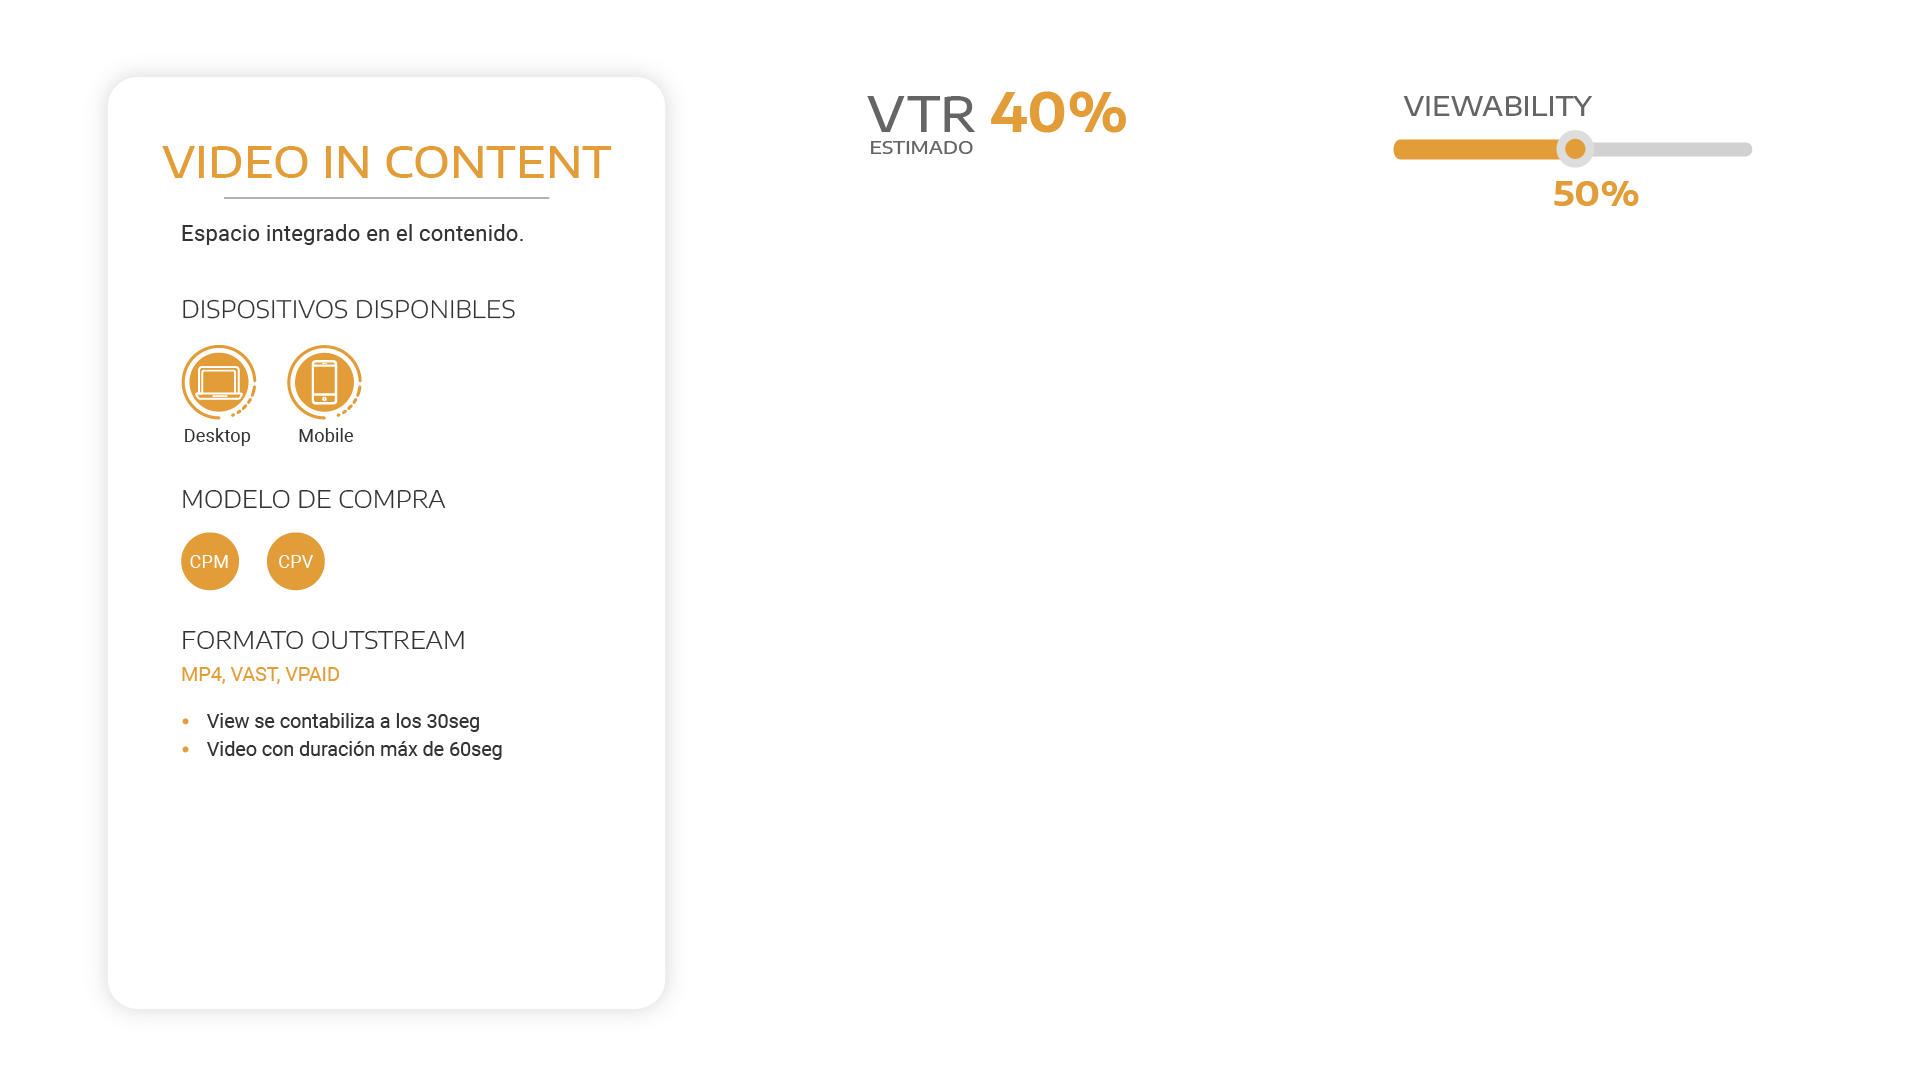 VIDEO IN CONTENT
Espacio integrado en el contenido.
DISPOSITIVOS DISPONIBLES
Desktop
Mobile
MODELO DE COMPRA
CPM
CPV
FORMATO OUTSTREAM
MP4, VAST, VPAID
• View se contabiliza a los 30seg
• Video con duración máx de 60seg
VTR 40%
ESTIMADO
VIEWABILITY
50%